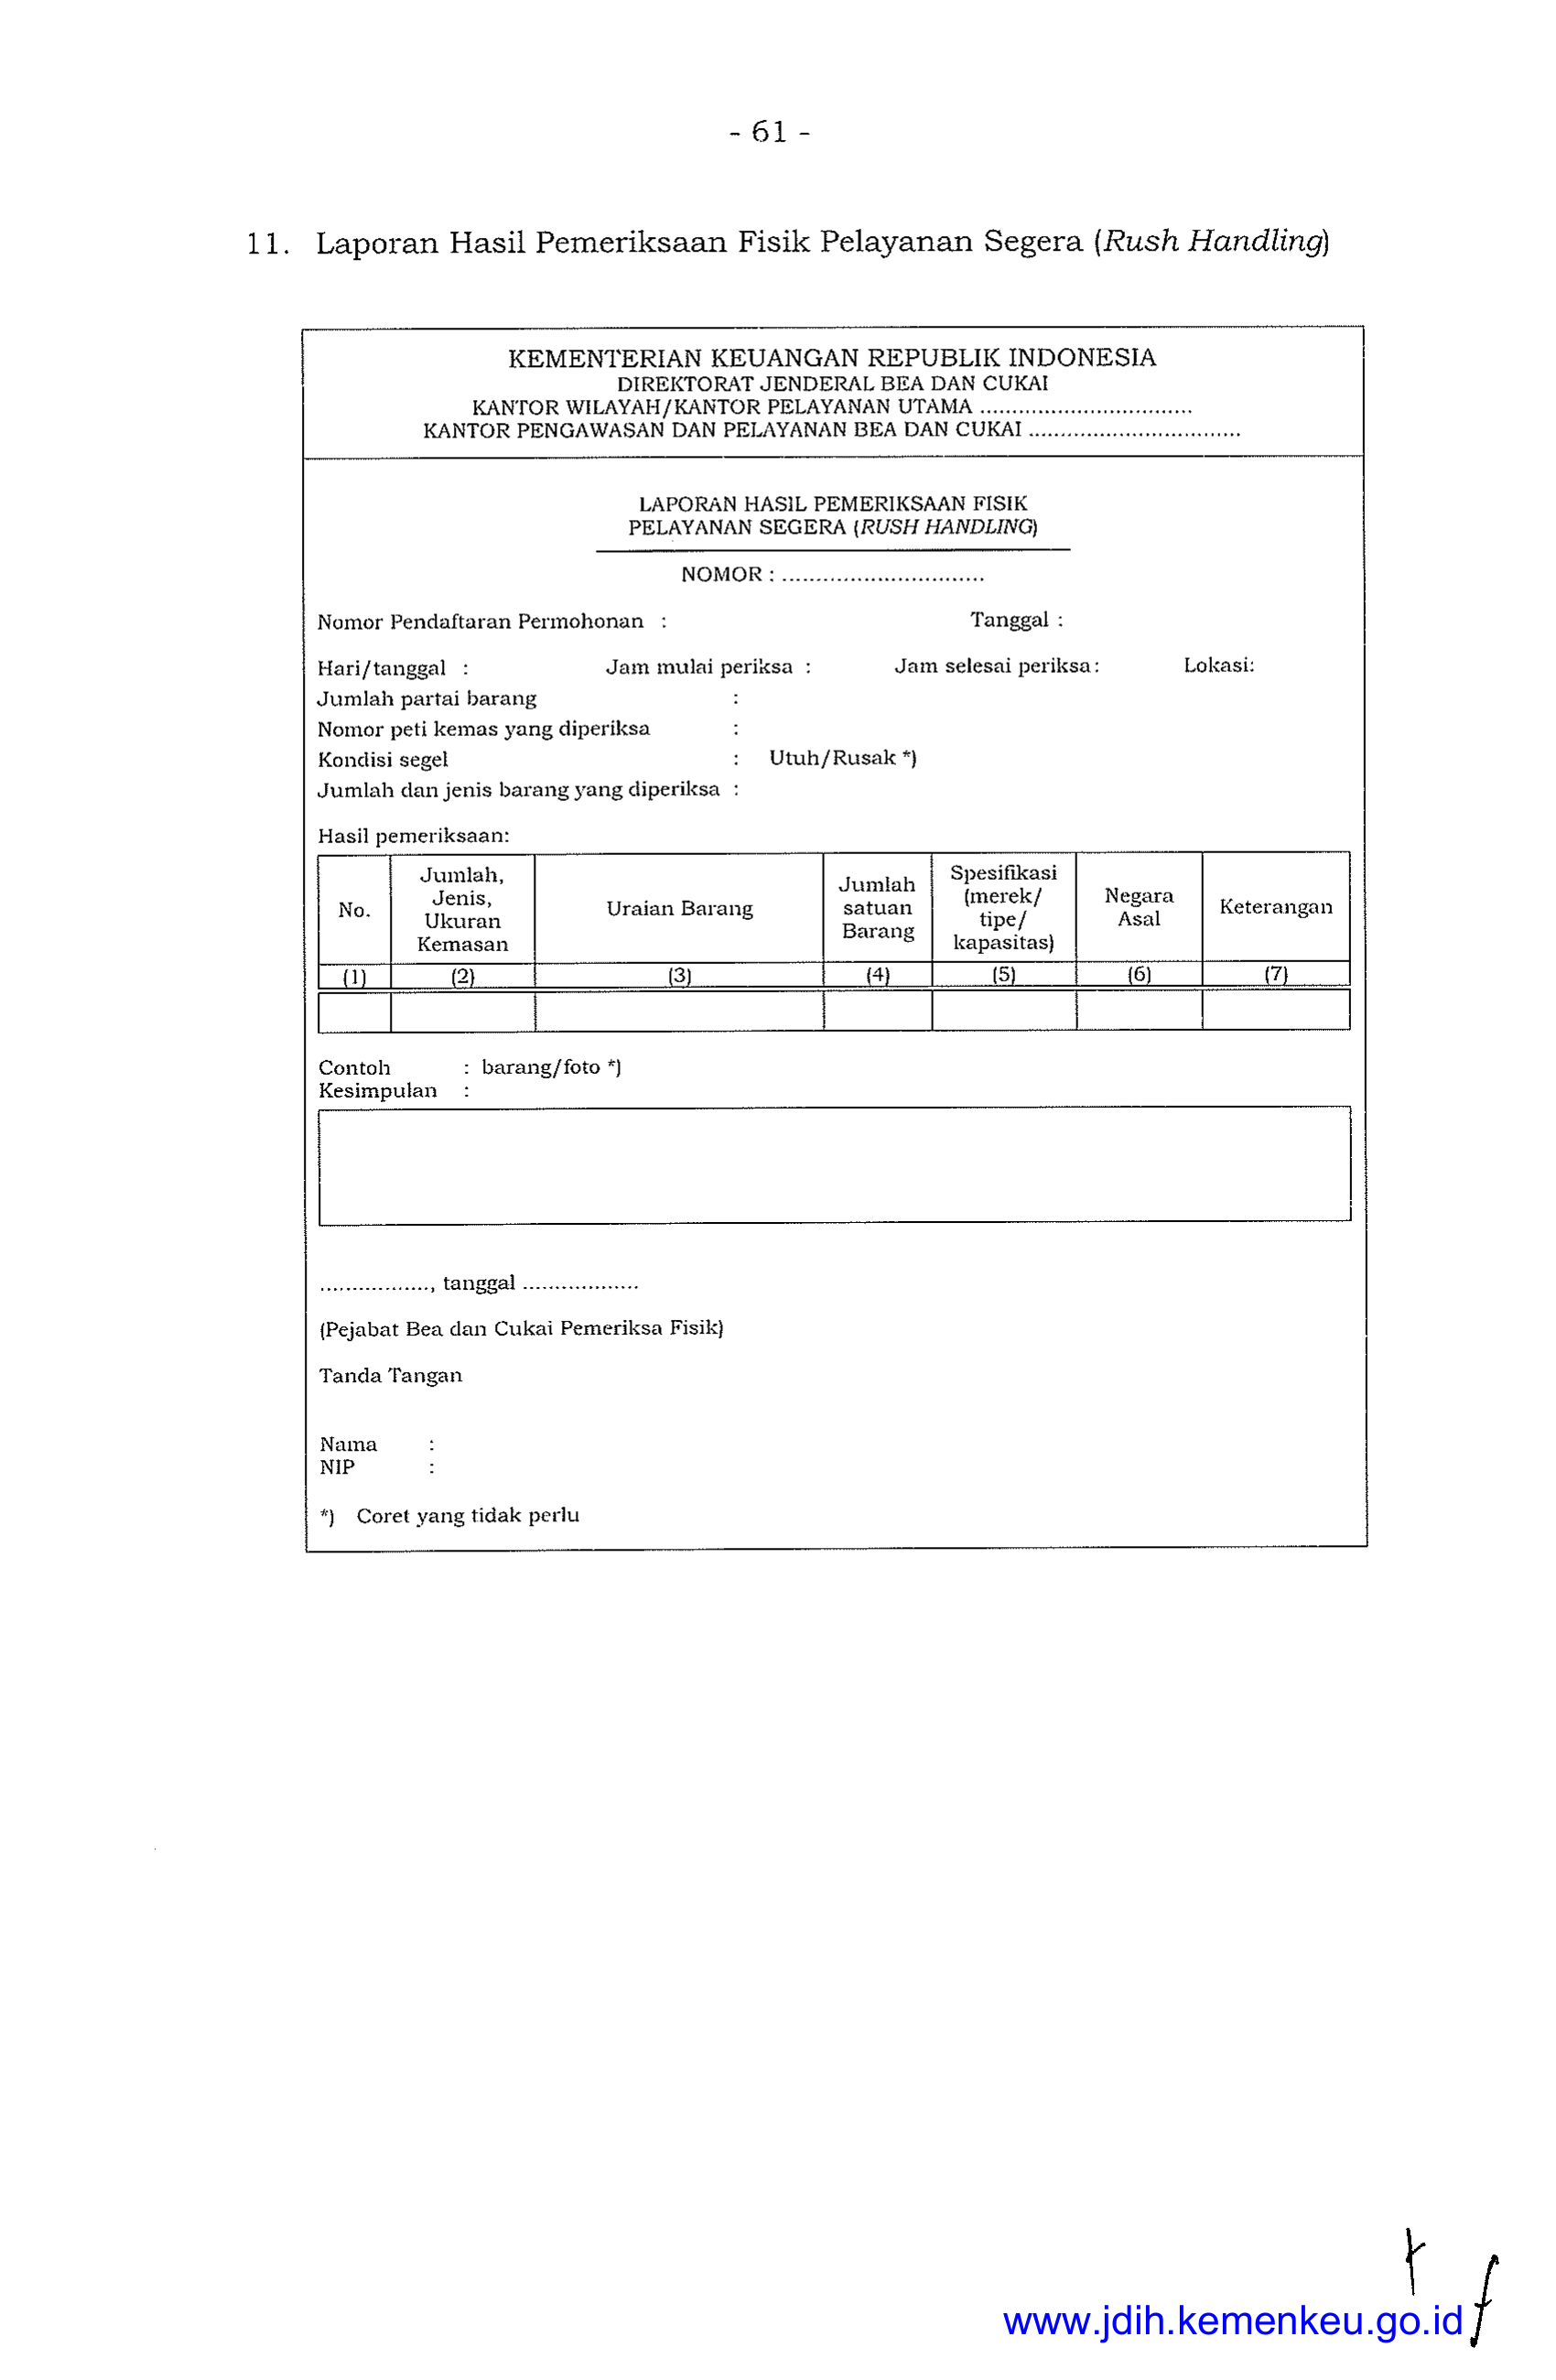 - 61 -
11. Laporan Hasil Pemeriksaan Fisik Pelayanan Segera (Rush Handling)
KEMENTERIAN KEUANGAN REPUBLIK INDONESIA
DIREKTORAT JENDERAL BEA DAN CUKAI
KANTOR WILAYAH/KANTOR PELAYANAN UTAMA .................................
KANTOR PENGAWASAN DAN PELAYANAN BEA DAN CUKAI .................................
LAPORAN HASIL PEMERIKSAAN FISIK
PELAYANAN SEGERA (RUSH HANDLING)
NOMOR : ..............................
Nomor Pendaftaran Permohonan : Tanggal :
Hari/tanggal : Jam mulai periksa : Jam selesai periksa: Lokasi:
Jumlah partai barang :
Nomor peti kemas yang diperiksa :
Kondisi segel : Utuh/Rusak *)
Jumlah dan jenis barang yang diperiksa :
Hasil pemeriksaan:
No.
Jumlah,
Jenis,
Ukuran
Kemasan
Uraian Barang
Jumlah
satuan
Barang
Spesifikasi
(merek/
tipe/
kapasitas)
Negara
Asal
Keterangan
(1) (2) (3) (4) (5) (6) (7)
Contoh : barang/foto *)
Kesimpulan :
................., tanggal ..................
(Pejabat Bea dan Cukai Pemeriksa Fisik)
Tanda Tangan
Nama :
NIP :
*) Coret yang tidak perlu
www.jdih.kemenkeu.go.id